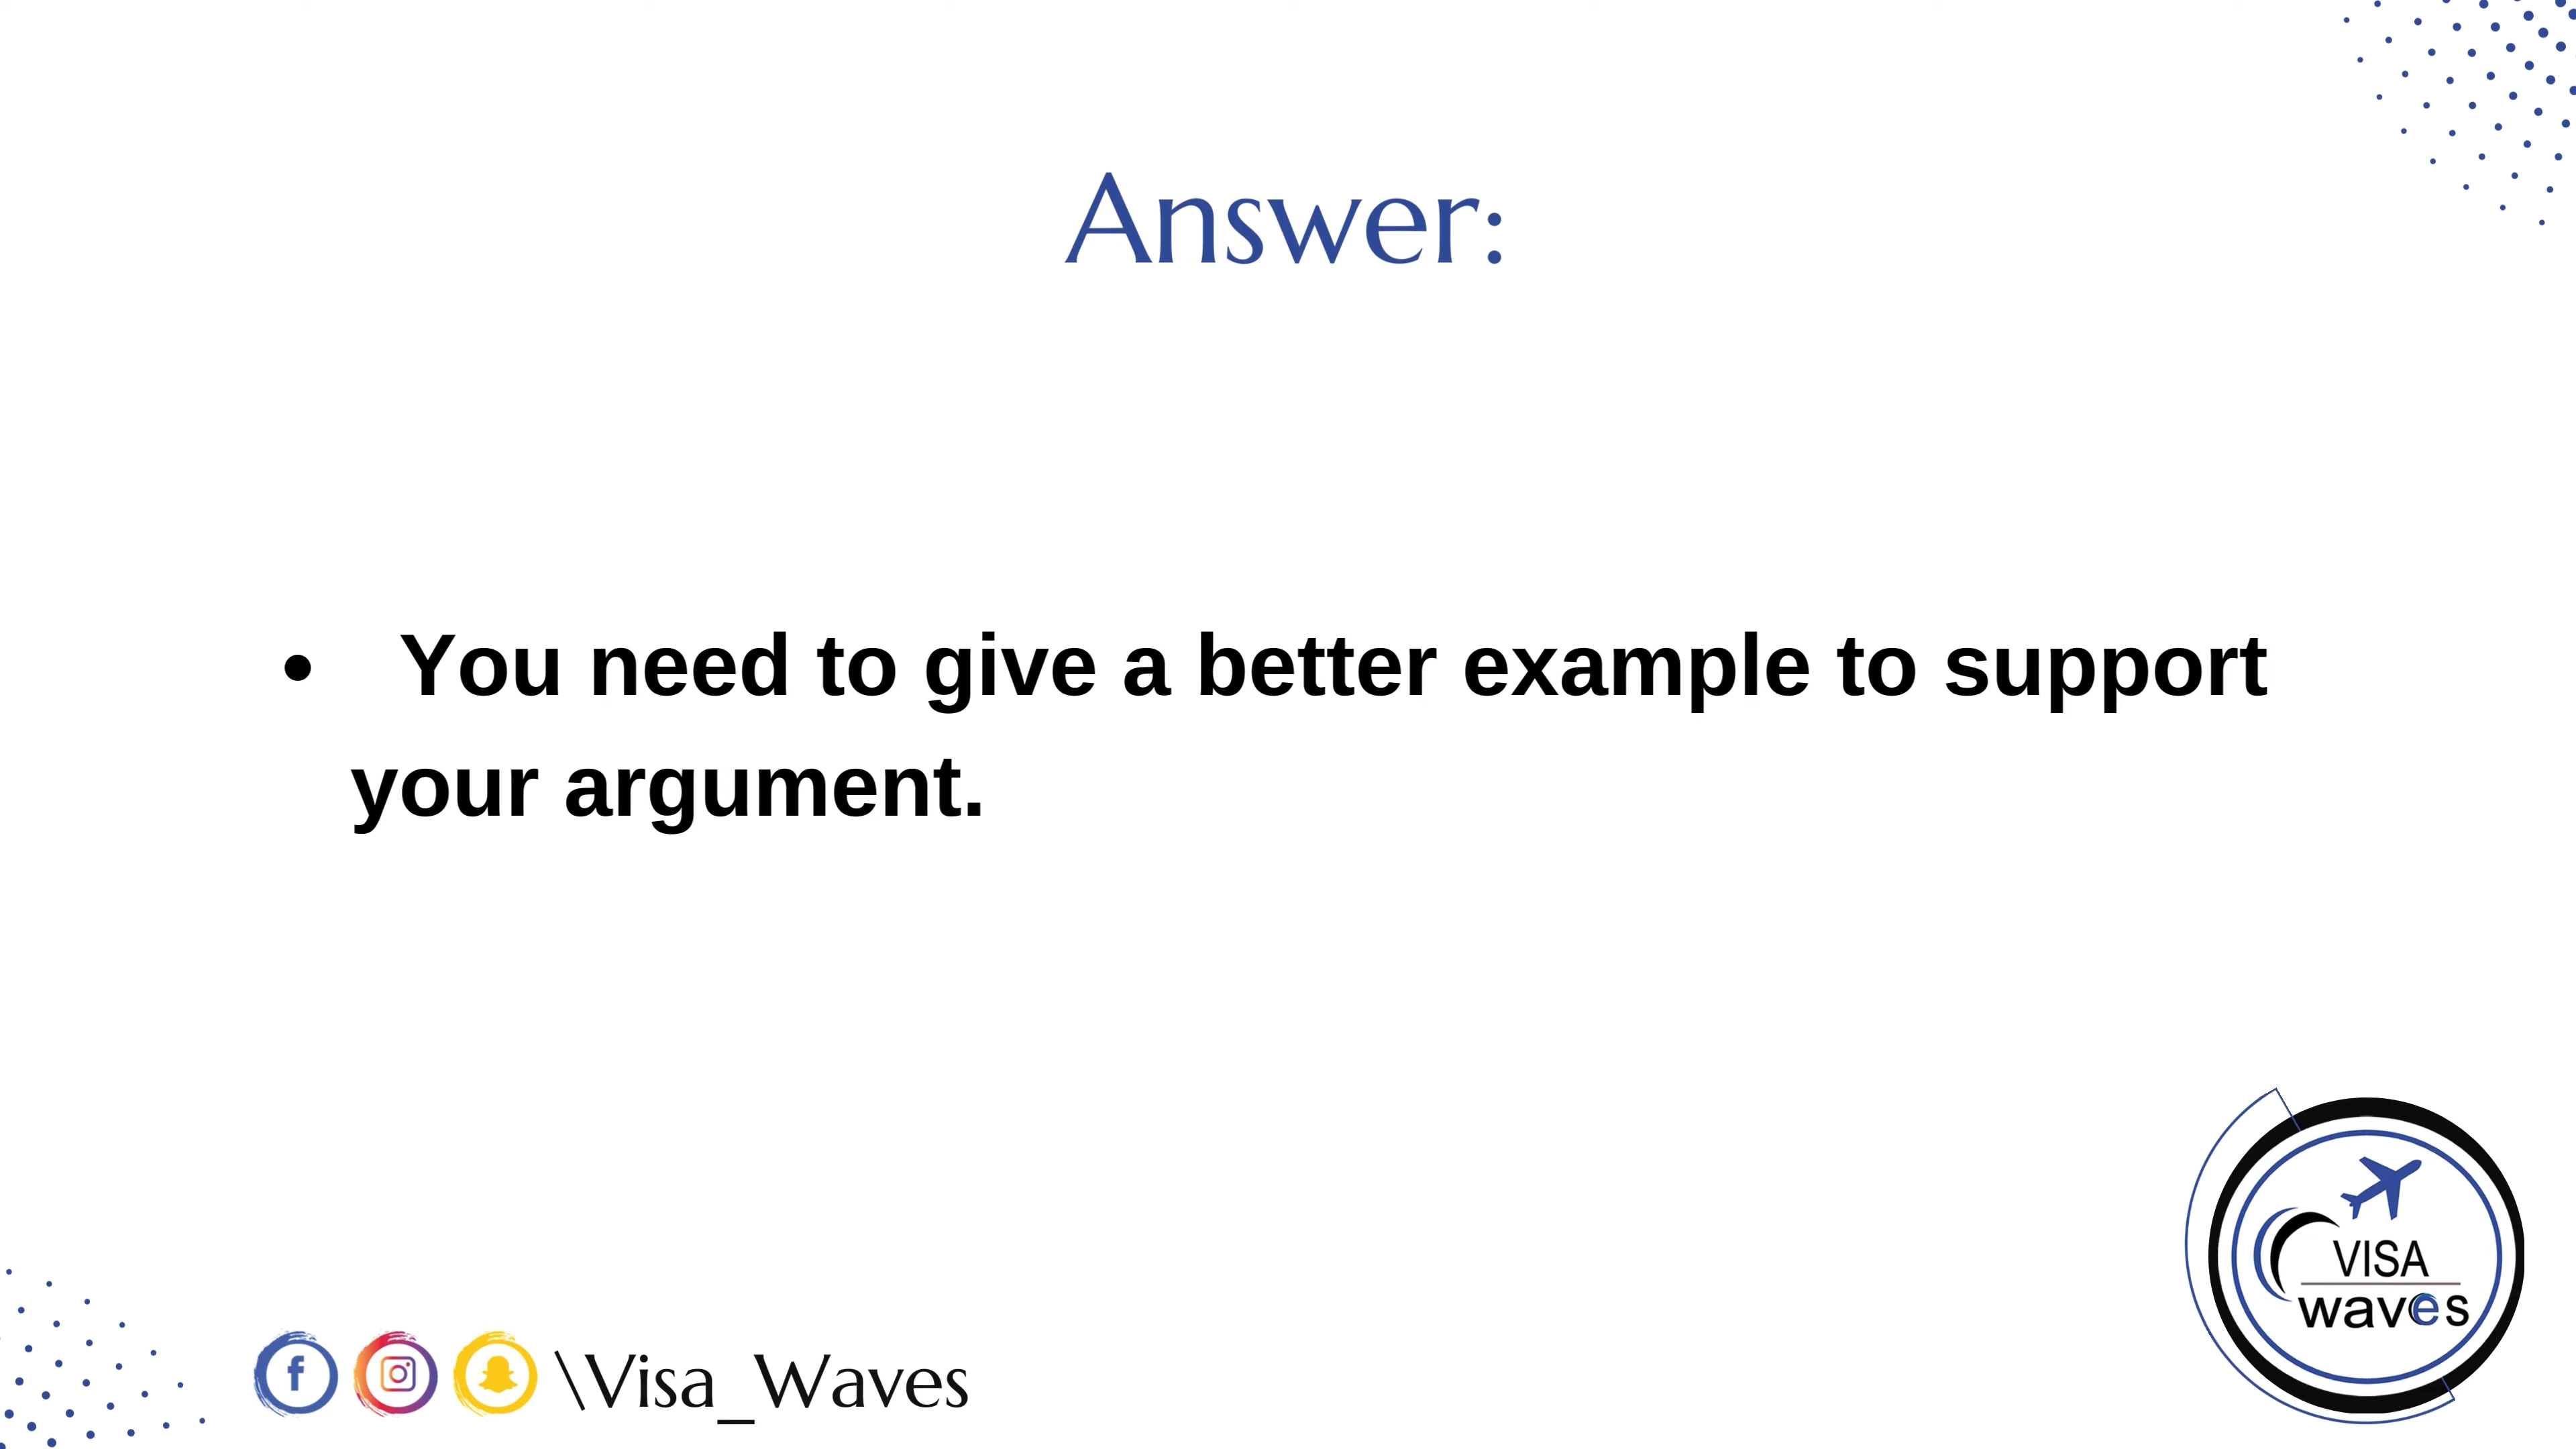 Answer:
• You need to give a better example to support
your argument.
VISA
waves
\Visa_Waves